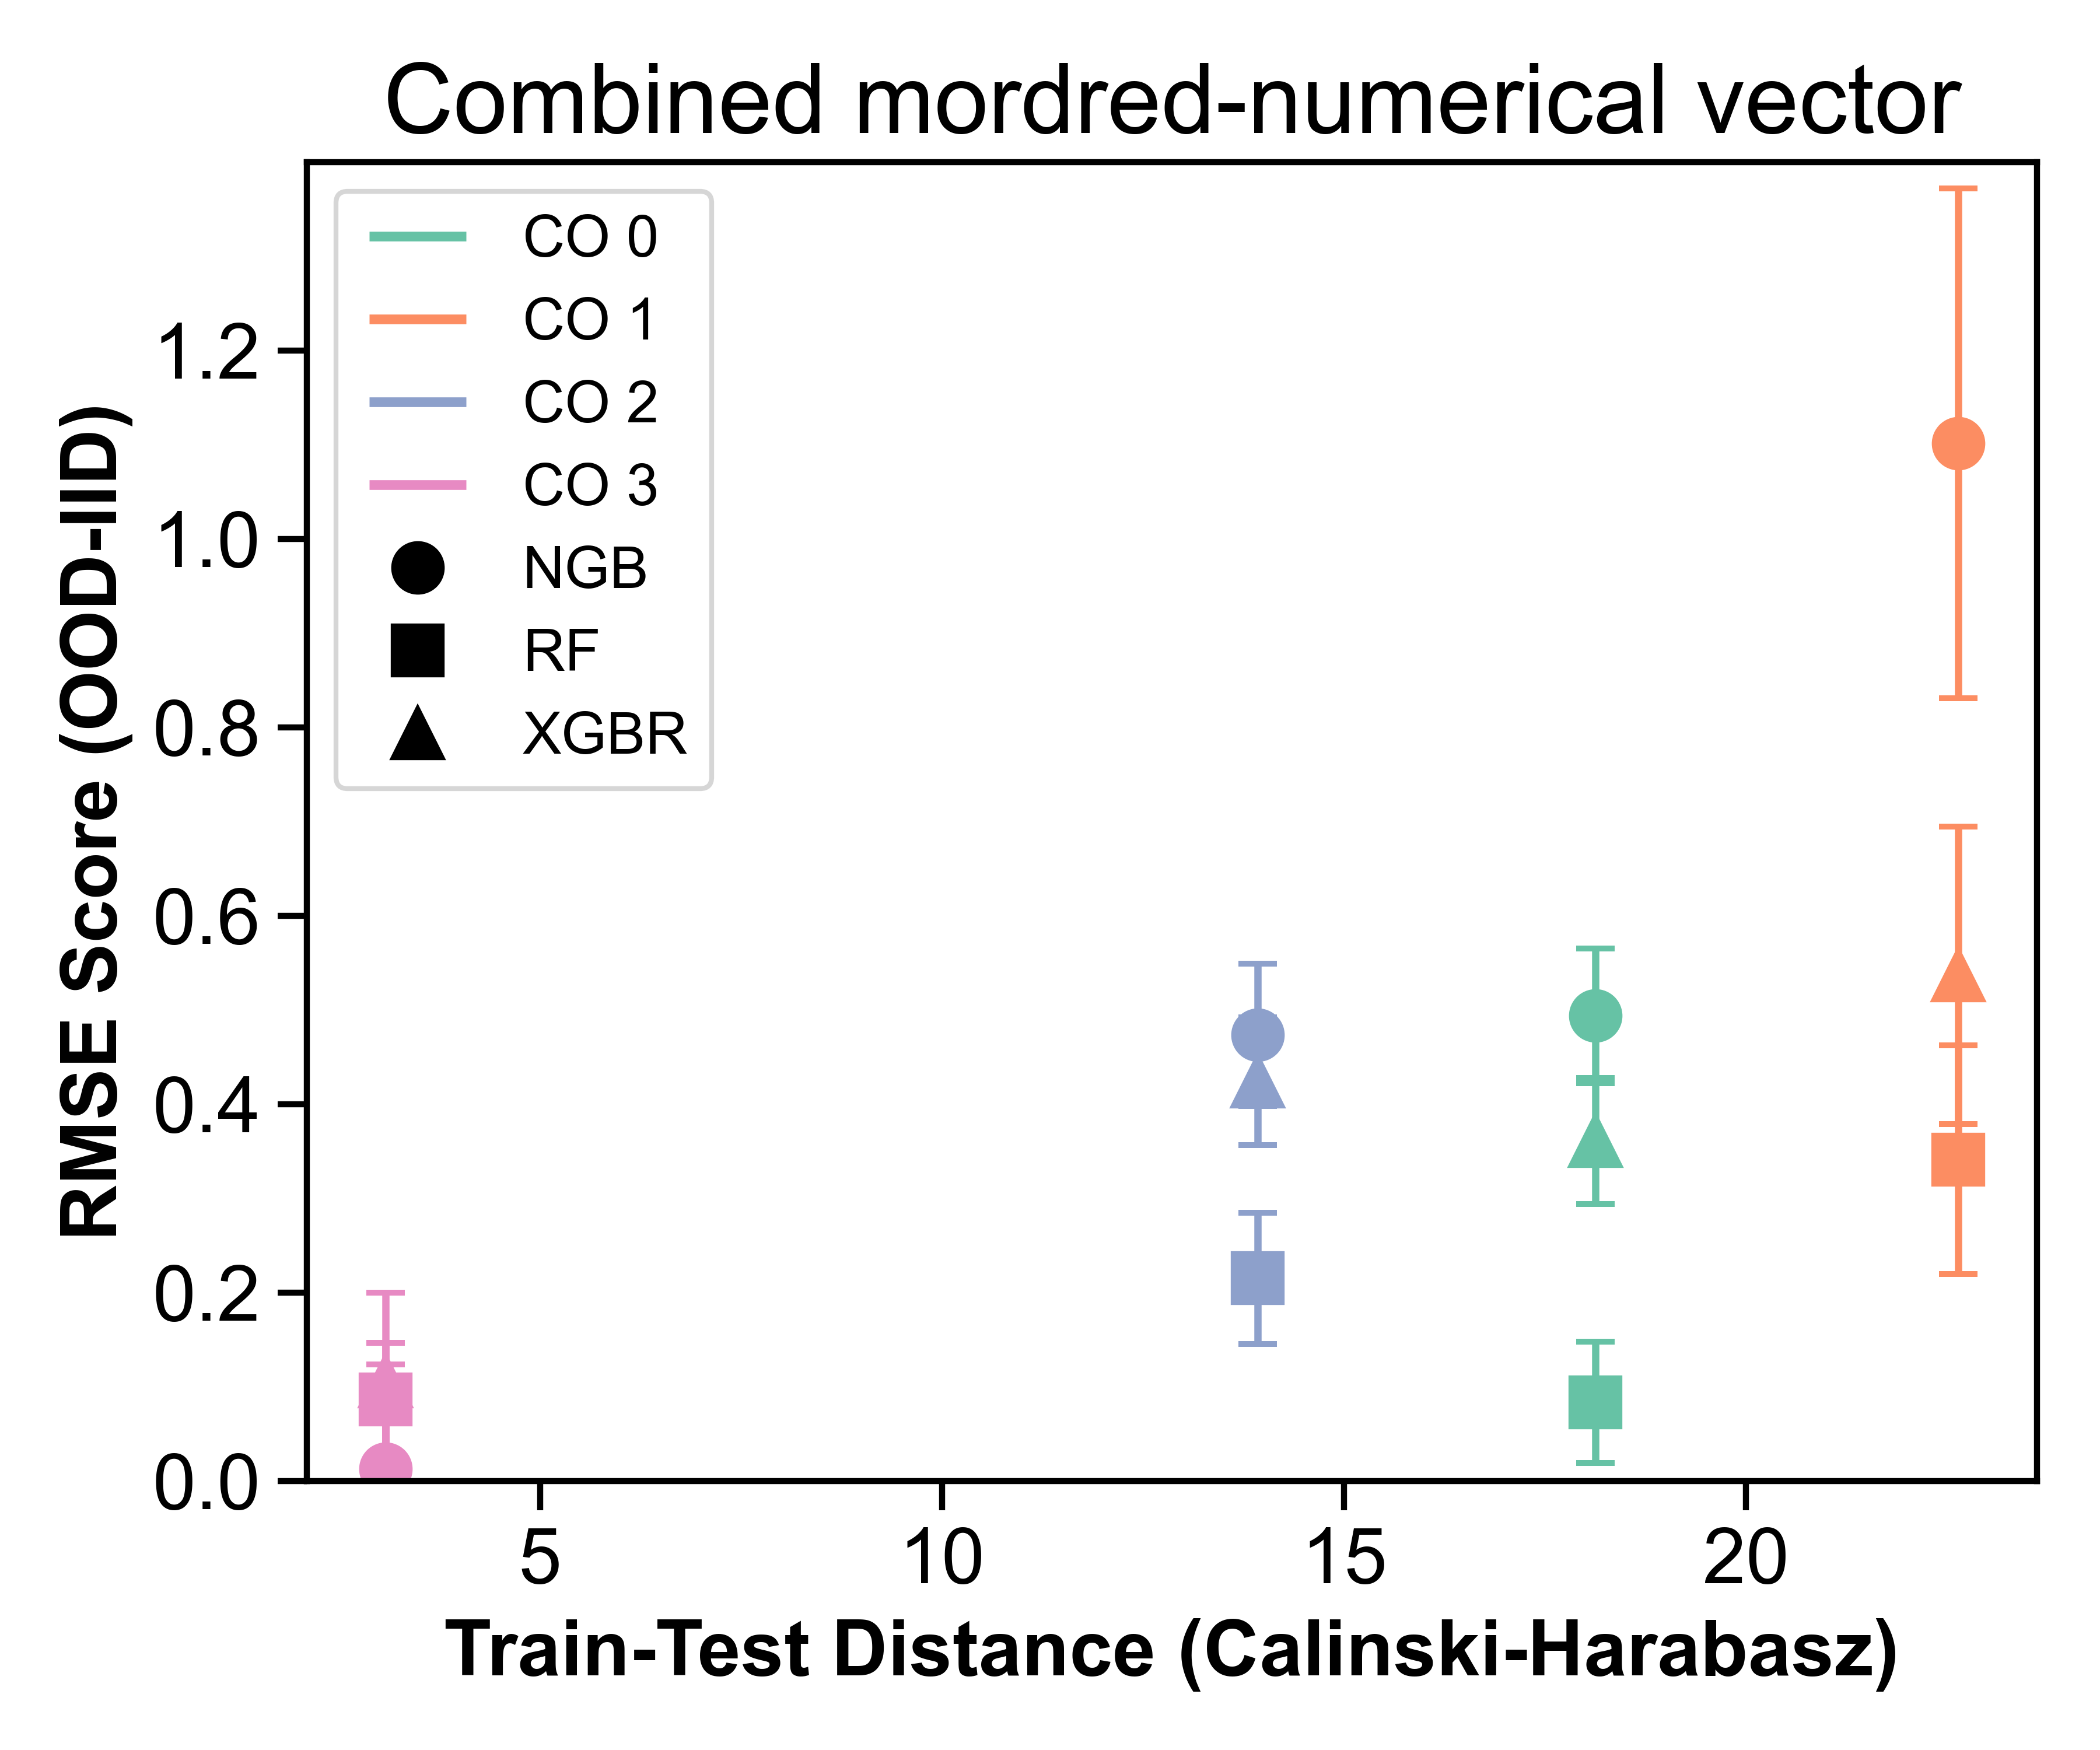 Combined mordred-numerical vector
CO 0
CO 1
CO 2
CO 3
NGB
RF
XGBR
RMSE Score (OOD-IID)
1.2
1.0
0.8
0.6
0.4
0.2
0.0
5 10 15 20
Train-Test Distance (Calinski-Harabasz)